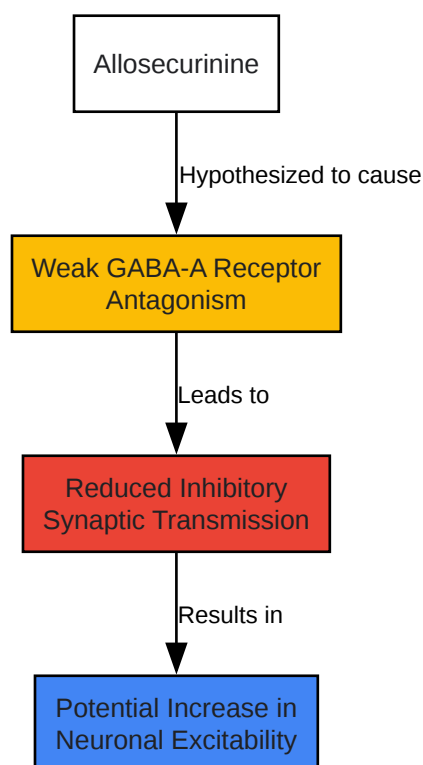 Allosecurinine
Hypothesized to cause
Weak GABA-A Receptor
Antagonism
Leads to
Reduced Inhibitory
Synaptic Transmission
Results in
Potential Increase in
Neuronal Excitability